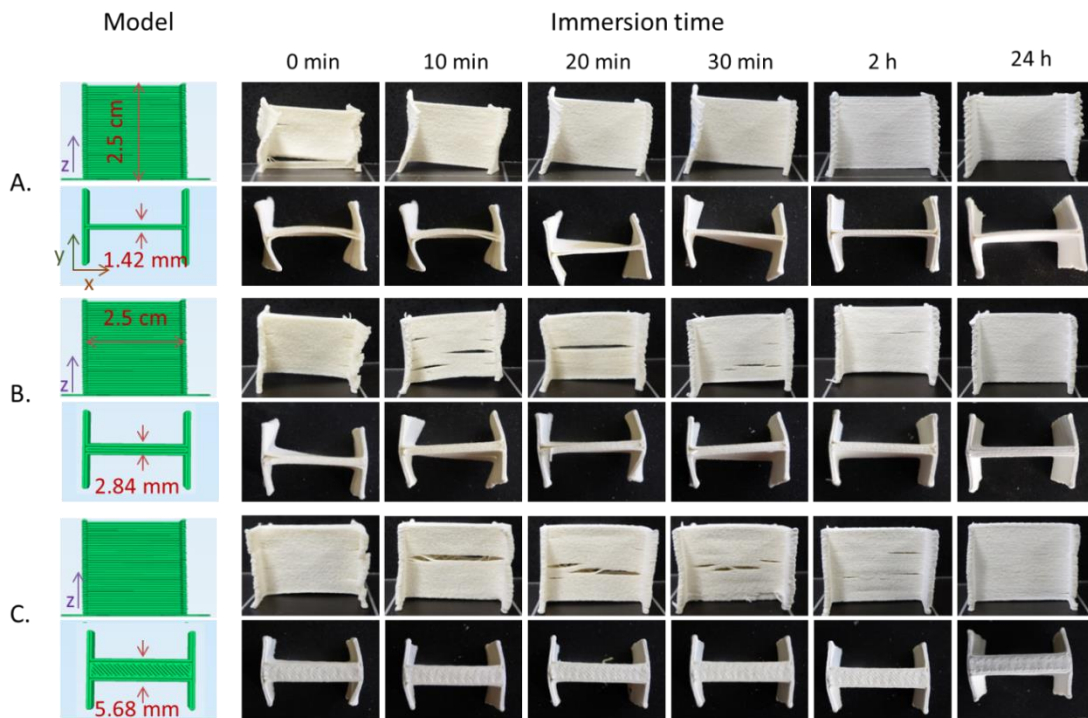 Model
Immersion time
0 min 10 min 20 min 30 min 2 h 24 h
A.
2.5 cm
z
y
x
1.42 mm
B.
2.5 cm
z
2.84 mm
C.
z
5.68 mm